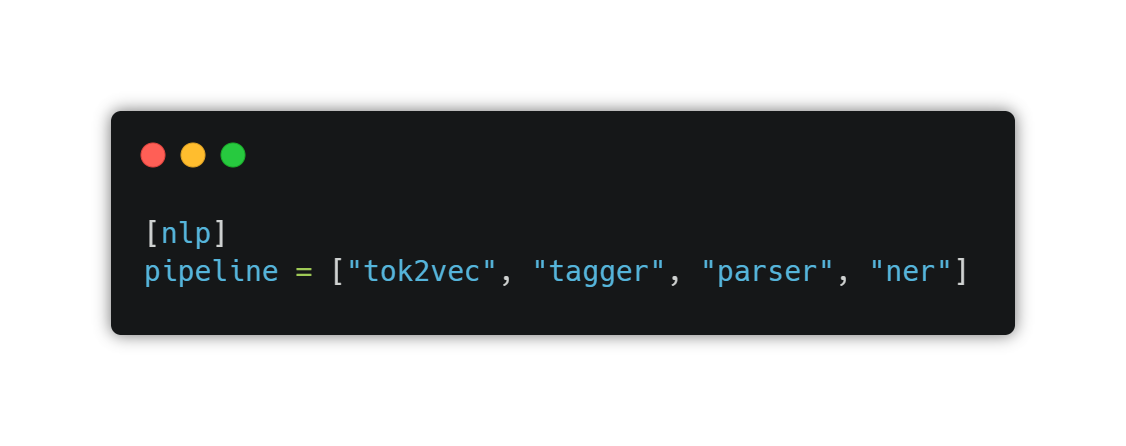 [nlp]
pipeline = ["tok2vec", "tagger", "parser", "ner"]